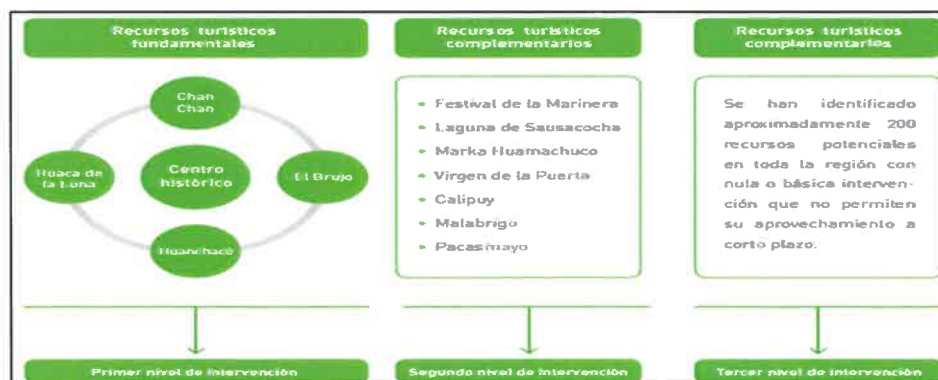 Recursos turísticos
fundamentales
Chan
Chan
Huaca de
la Luna
Centro
histórico
El Brujo
Huanchaco
Primer nivel de intervención
Recursos turísticos
complementarios
• Festival de la Marinera
• Laguna de Sausacocha
• Marka Huamachuco
• Virgen de la Puerta
• Calipuy
• Malabrigo
• Pacasmayo
Segundo nivel de intervención
Recursos turísticos
complementarios
Se han identificado
aproximadamente 200
recursos potenciales
en toda la región con
nula o básica interven-
ción que no permiten
su aprovechamiento a
corto plazo.
Tercer nivel de intervención